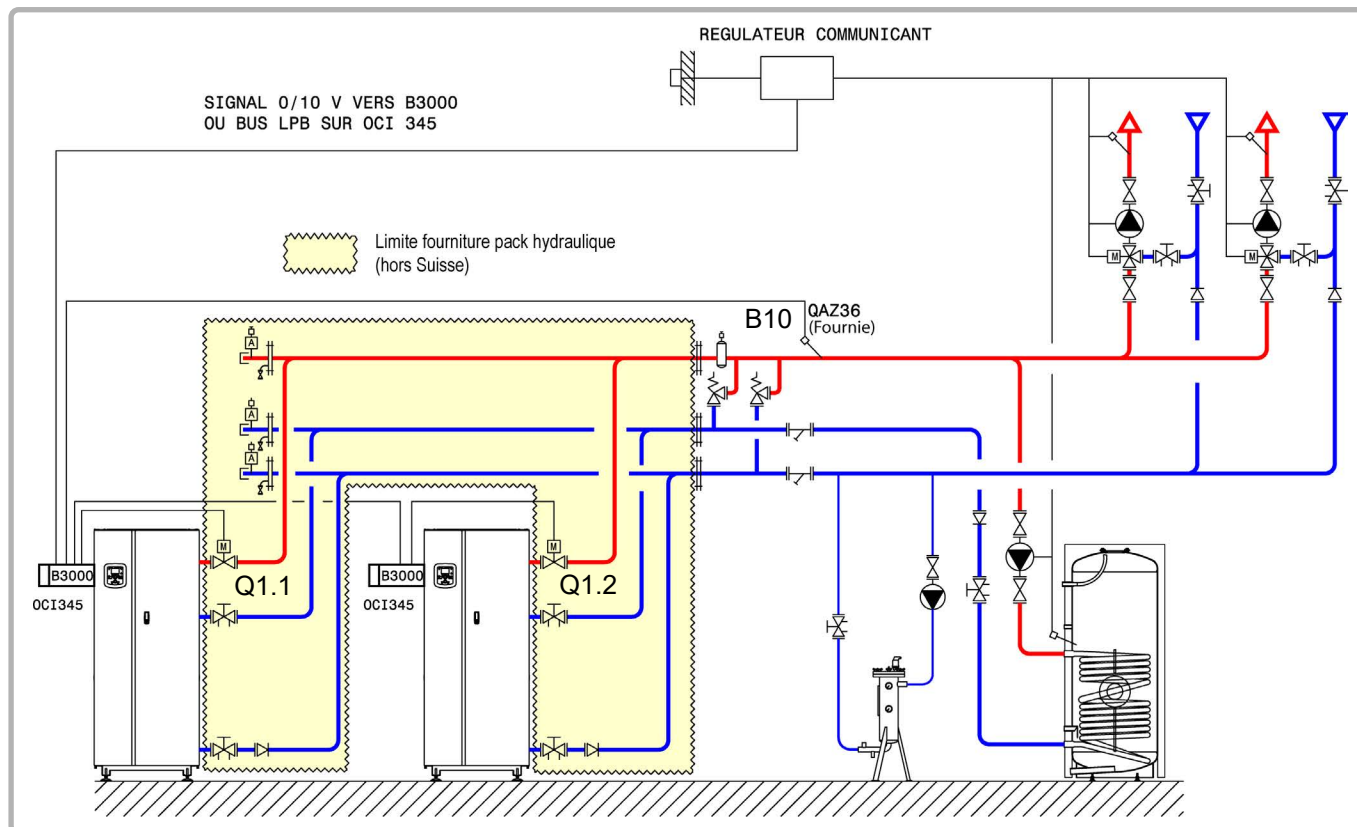 REGULATEUR COMMUNICANT
SIGNAL 0/10 V VERS B3000
OU BUS LPB SUR OCI 345
Limite fourniture pack hydraulique
(hors Suisse)
B10
QAZ36
(Fournie)
M
M
A
A
A
M
M
B3000
OCI345
Q1.1
B3000
OCI345
Q1.2